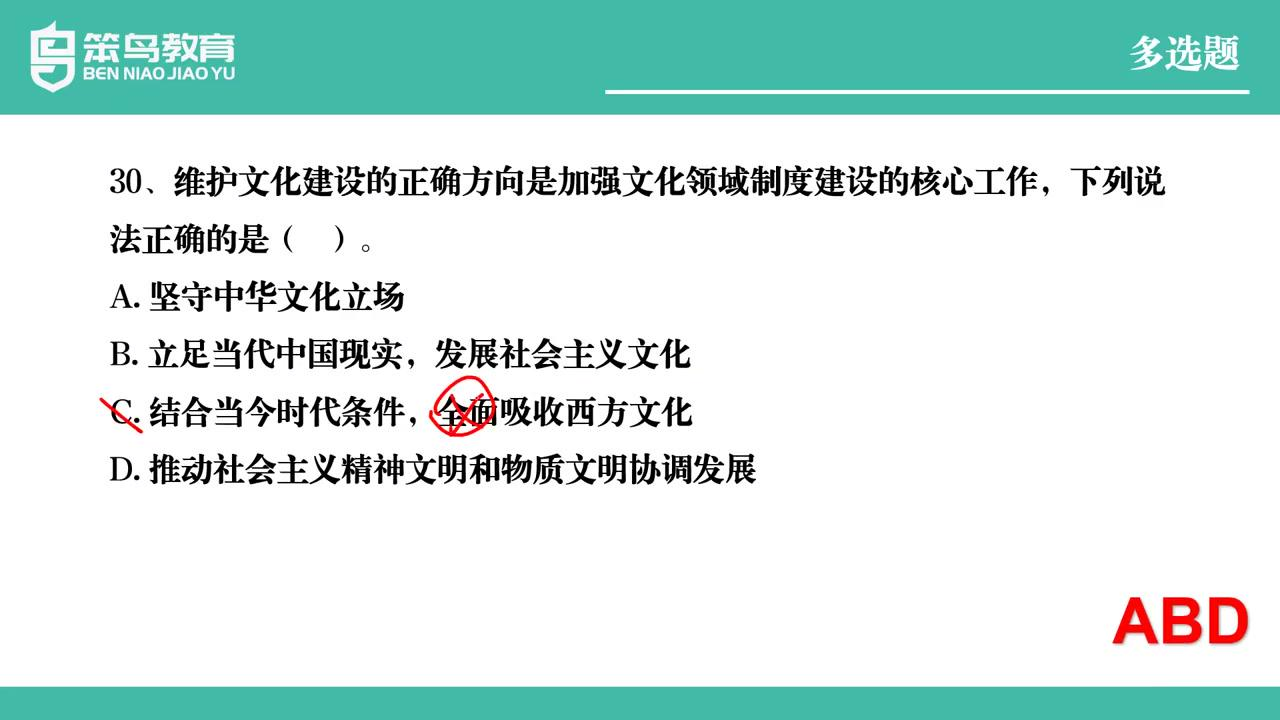 笨鸟教育
BEN NIAO JIAO YU
多选题
30、维护文化建设的正确方向是加强文化领域制度建设的核心工作，下列说
法正确的是（　）。
A. 坚守中华文化立场
B. 立足当代中国现实，发展社会主义文化
C. 结合当今时代条件，全面吸收西方文化
D. 推动社会主义精神文明和物质文明协调发展
ABD